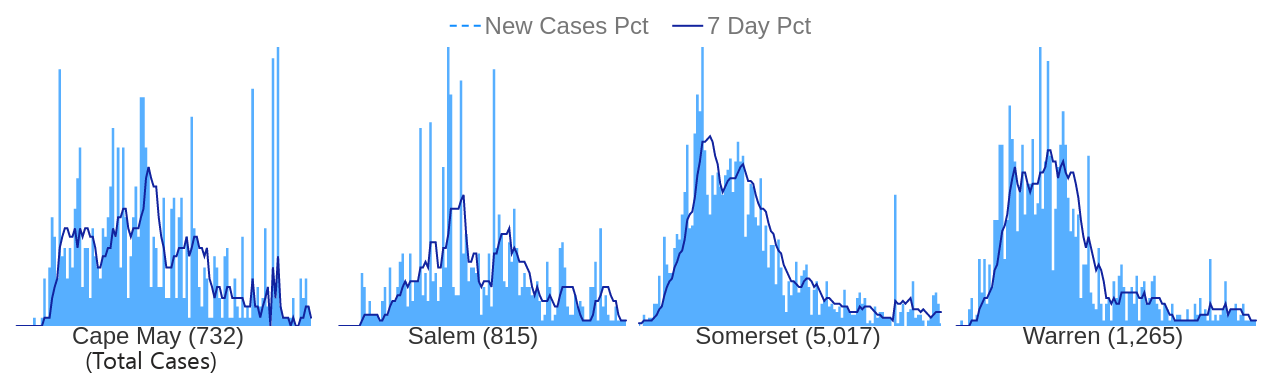 New Cases Pct 7 Day Pct
Cape May (732) Salem (815) Somerset (5,017) Warren (1,265)
(Total Cases)